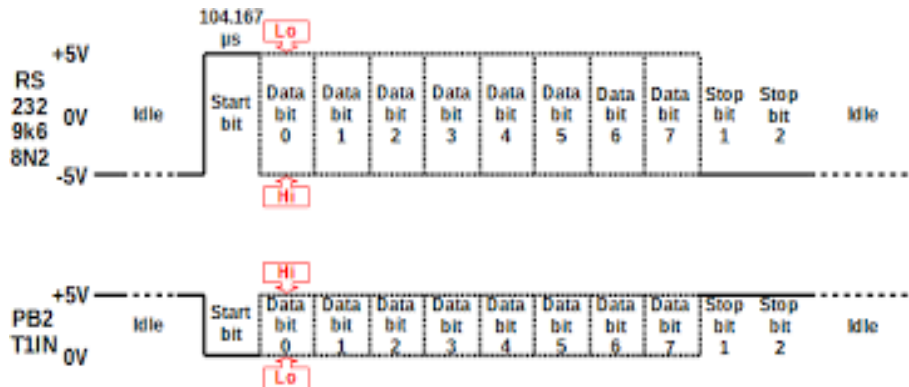 104.167
µs
Lo
+5V
RS
232
9k6
8N2
0V
-5V
Idle
Start
bit
Data
bit
0
Data
bit
1
Data
bit
2
Data
bit
3
Data
bit
4
Data
bit
5
Data
bit
6
Data
bit
7
Stop
bit
1
Stop
bit
2
Idle
Hi
Hi
+5V
PB2
T1IN
0V
Idle
Start
bit
Data
bit
0
Data
bit
1
Data
bit
2
Data
bit
3
Data
bit
4
Data
bit
5
Data
bit
6
Data
bit
7
Stop
bit
1
Stop
bit
2
Idle
Lo